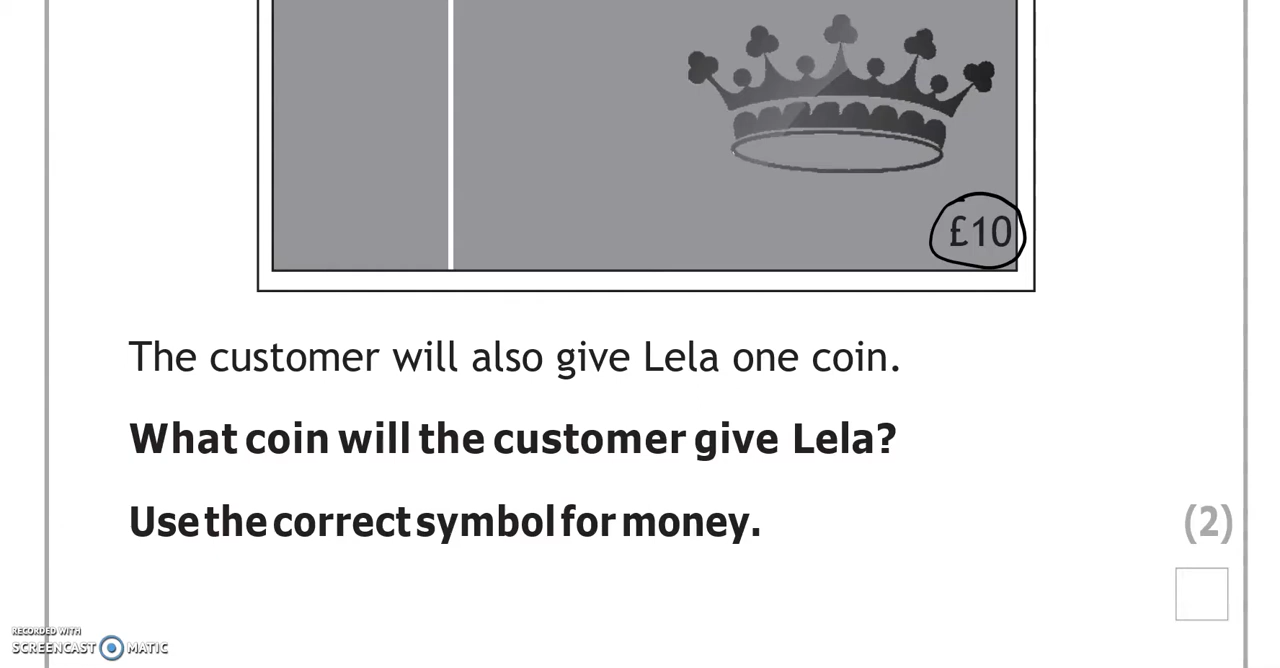 £10
The customer will also give Lela one coin.
What coin will the customer give Lela?
Use the correct symbol for money.
(2)
RECORDED WITH
SCREENCAST MATIC